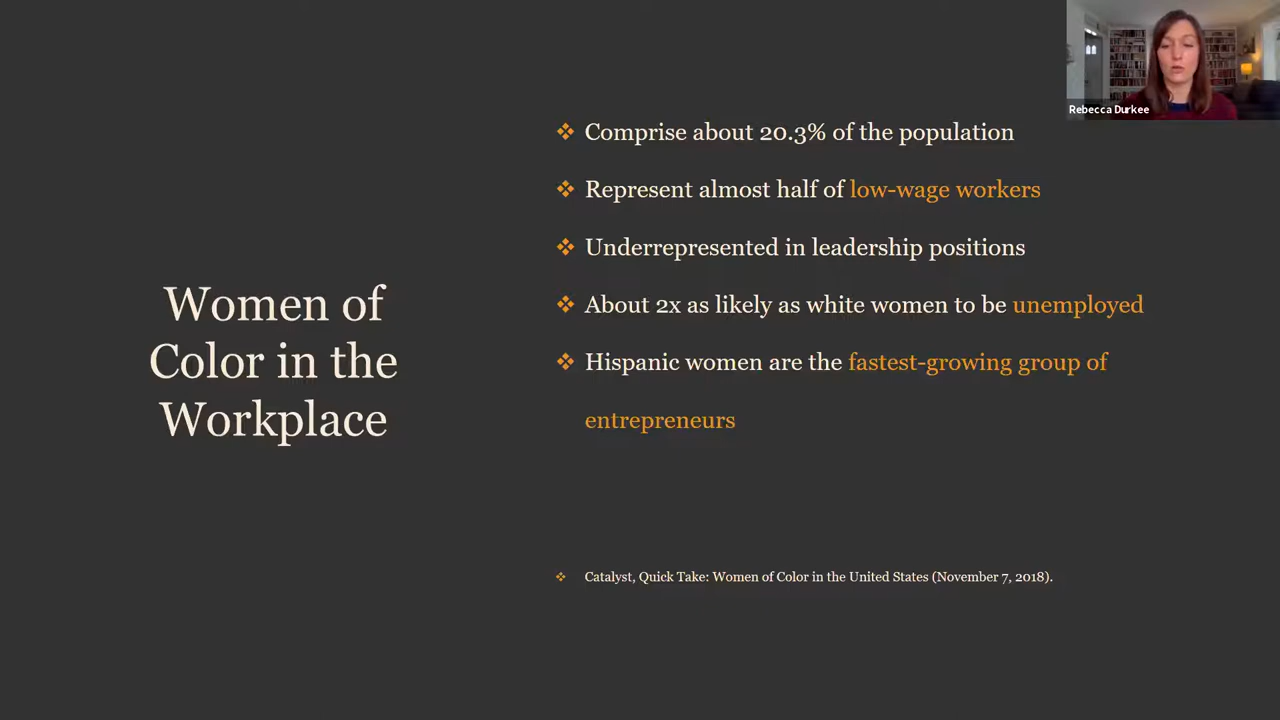 Rebecca Durkee
Women of
Color in the
Workplace
❖ Comprise about 20.3% of the population
❖ Represent almost half of low-wage workers
❖ Underrepresented in leadership positions
❖ About 2x as likely as white women to be unemployed
❖ Hispanic women are the fastest-growing group of
entrepreneurs
❖ Catalyst, Quick Take: Women of Color in the United States (November 7, 2018).